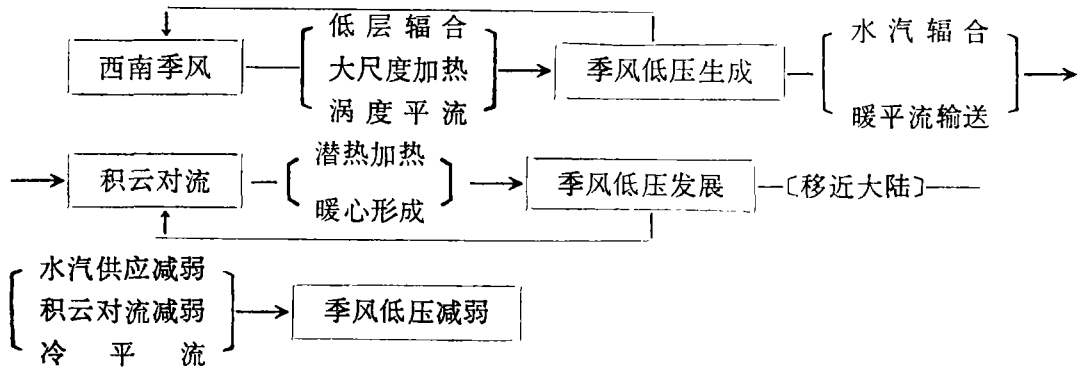 低层辐合
西南季风 大尺度加热 季风低压生成
涡度平流
水汽辐合
暖平流输送
潜热加热
积云对流 季风低压发展 〔移近大陆〕
暖心形成
水汽供应减弱
积云对流减弱 季风低压减弱
冷平流